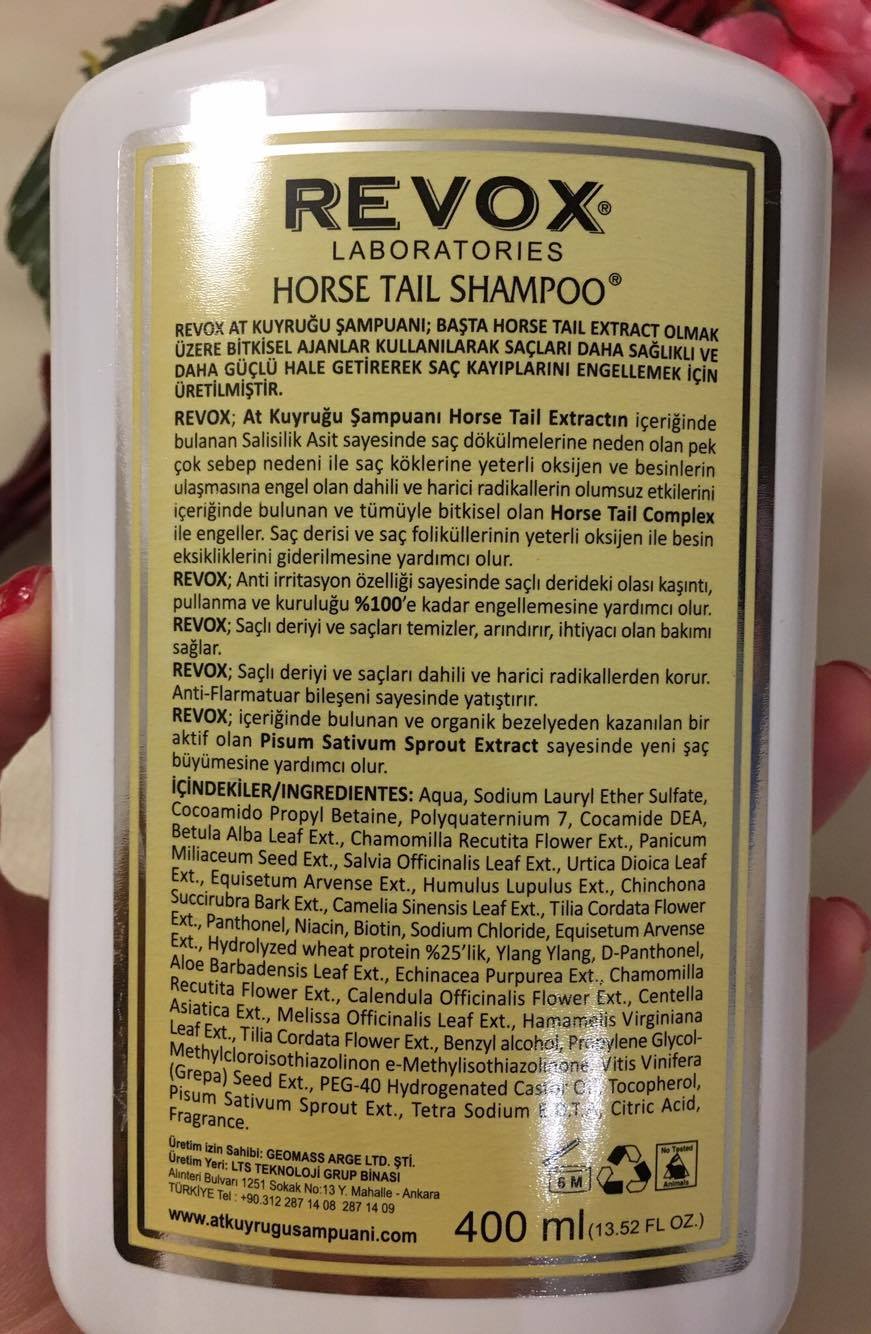 REVOX®
LABORATORIES
HORSE TAIL SHAMPOO®
REVOX AT KUYRUĞU ŞAMPUANI; BAŞTA HORSE TAIL EXTRACT OLMAK
ÜZERE BİTKİSEL AJANLAR KULLANILARAK SAÇLARI DAHA SAĞLIKLI VE
DAHA GÜÇLÜ HALE GETİREREK SAÇ KAYIPLARINI ENGELLEMEK İÇİN
ÜRETİLMİŞTİR.
REVOX; At Kuyruğu Şampuanı Horse Tail Extractın içeriğinde
bulanan Salisilik Asit sayesinde saç dökülmelerine neden olan pek
çok sebep nedeni ile saç köklerine yeterli oksijen ve besinlerin
ulaşmasına engel olan dahili ve harici radikallerin olumsuz etkilerini
içeriğinde bulunan ve tümüyle bitkisel olan Horse Tail Complex
ile engeller. Saç derisi ve saç foliküllerinin yeterli oksijen ile besin
eksikliklerini giderilmesine yardımcı olur.
REVOX; Anti irritasyon özelliği sayesinde saçlı derideki olası kaşıntı,
pullanma ve kuruluğu %100'e kadar engellemesine yardımcı olur.
REVOX; Saçlı deriyi ve saçları temizler, arındırır, ihtiyacı olan bakımı
sağlar.
REVOX; Saçlı deriyi ve saçları dahili ve harici radikallerden korur.
Anti-Flarmatuar bileşeni sayesinde yatıştırır.
REVOX; içeriğinde bulunan ve organik bezelyeden kazanılan bir
aktif olan Pisum Sativum Sprout Extract sayesinde yeni şaç
büyümesine yardımcı olur.
İÇİNDEKİLER/INGREDIENTES: Aqua, Sodium Lauryl Ether Sulfate,
Cocoamido Propyl Betaine, Polyquaternium 7, Cocamide DEA,
Betula Alba Leaf Ext., Chamomilla Recutita Flower Ext., Panicum
Miliaceum Seed Ext., Salvia Officinalis Leaf Ext., Urtica Dioica Leaf
Ext., Equisetum Arvense Ext., Humulus Lupulus Ext., Chinchona
Succirubra Bark Ext., Camelia Sinensis Leaf Ext., Tilia Cordata Flower
Ext., Panthonel, Niacin, Biotin, Sodium Chloride, Equisetum Arvense
Ext., Hydrolyzed wheat protein %25'lik, Ylang Ylang, D-Panthonel,
Aloe Barbadensis Leaf Ext., Echinacea Purpurea Ext., Chamomilla
Recutita Flower Ext., Calendula Officinalis Flower Ext., Centella
Asiatica Ext., Melissa Officinalis Leaf Ext., Hamamelis Virginiana
Leaf Ext., Tilia Cordata Flower Ext., Benzyl alcohol, Propylene Glycol-
Methylcloroisothiazolinon e-Methylisothiazolinone, Vitis Vinifera
(Grepa) Seed Ext., PEG-40 Hydrogenated Castor Tocopherol,
Pisum Sativum Sprout Ext., Tetra Sodium E.D.T.A, Citric Acid,
Fragrance.
Üretim izin Sahibi: GEOMASS ARGE LTD. ŞTİ.
Üretim Yeri: LTS TEKNOLOJİ GRUP BİNASI
Alınteri Bulvarı 1251 Sokak No:13 Y. Mahalle - Ankara
TÜRKİYE Tel : +90.312 287 14 08 287 14 09
www.atkuyrugusampuani.com
6 M
No Tested
Animals
400 ml (13.52 FL OZ.)